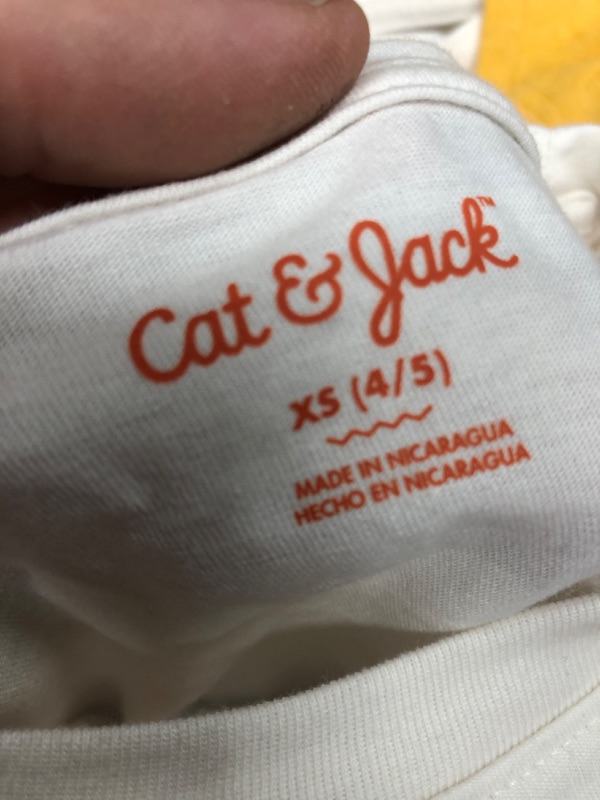 Cat & Jack™
XS (4/5)
MADE IN NICARAGUA
HECHO EN NICARAGUA